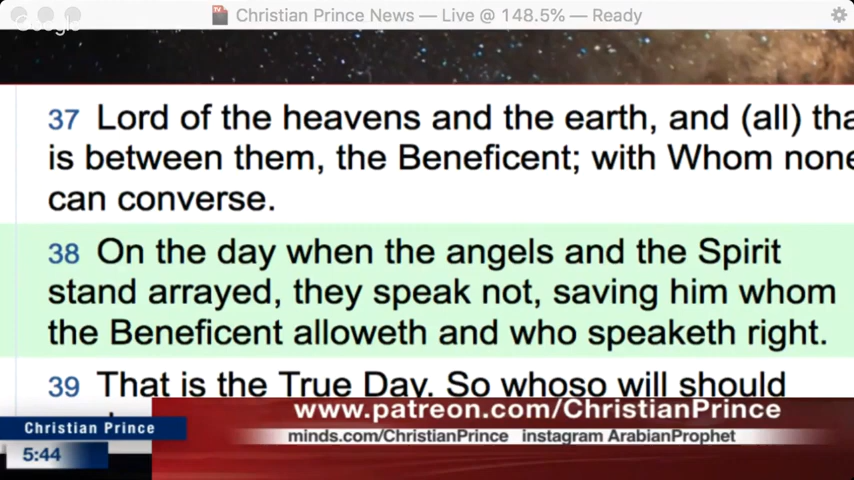 Christian Prince News — Live @ 148.5% — Ready
Google
37 Lord of the heavens and the earth, and (all) tha
is between them, the Beneficent; with Whom none
can converse.
38 On the day when the angels and the Spirit
stand arrayed, they speak not, saving him whom
the Beneficent alloweth and who speaketh right.
39 That is the True Day. So whoso will should
www.patreon.com/ChristianPrince
Christian Prince
minds.com/ChristianPrince instagram ArabianProphet
5:44